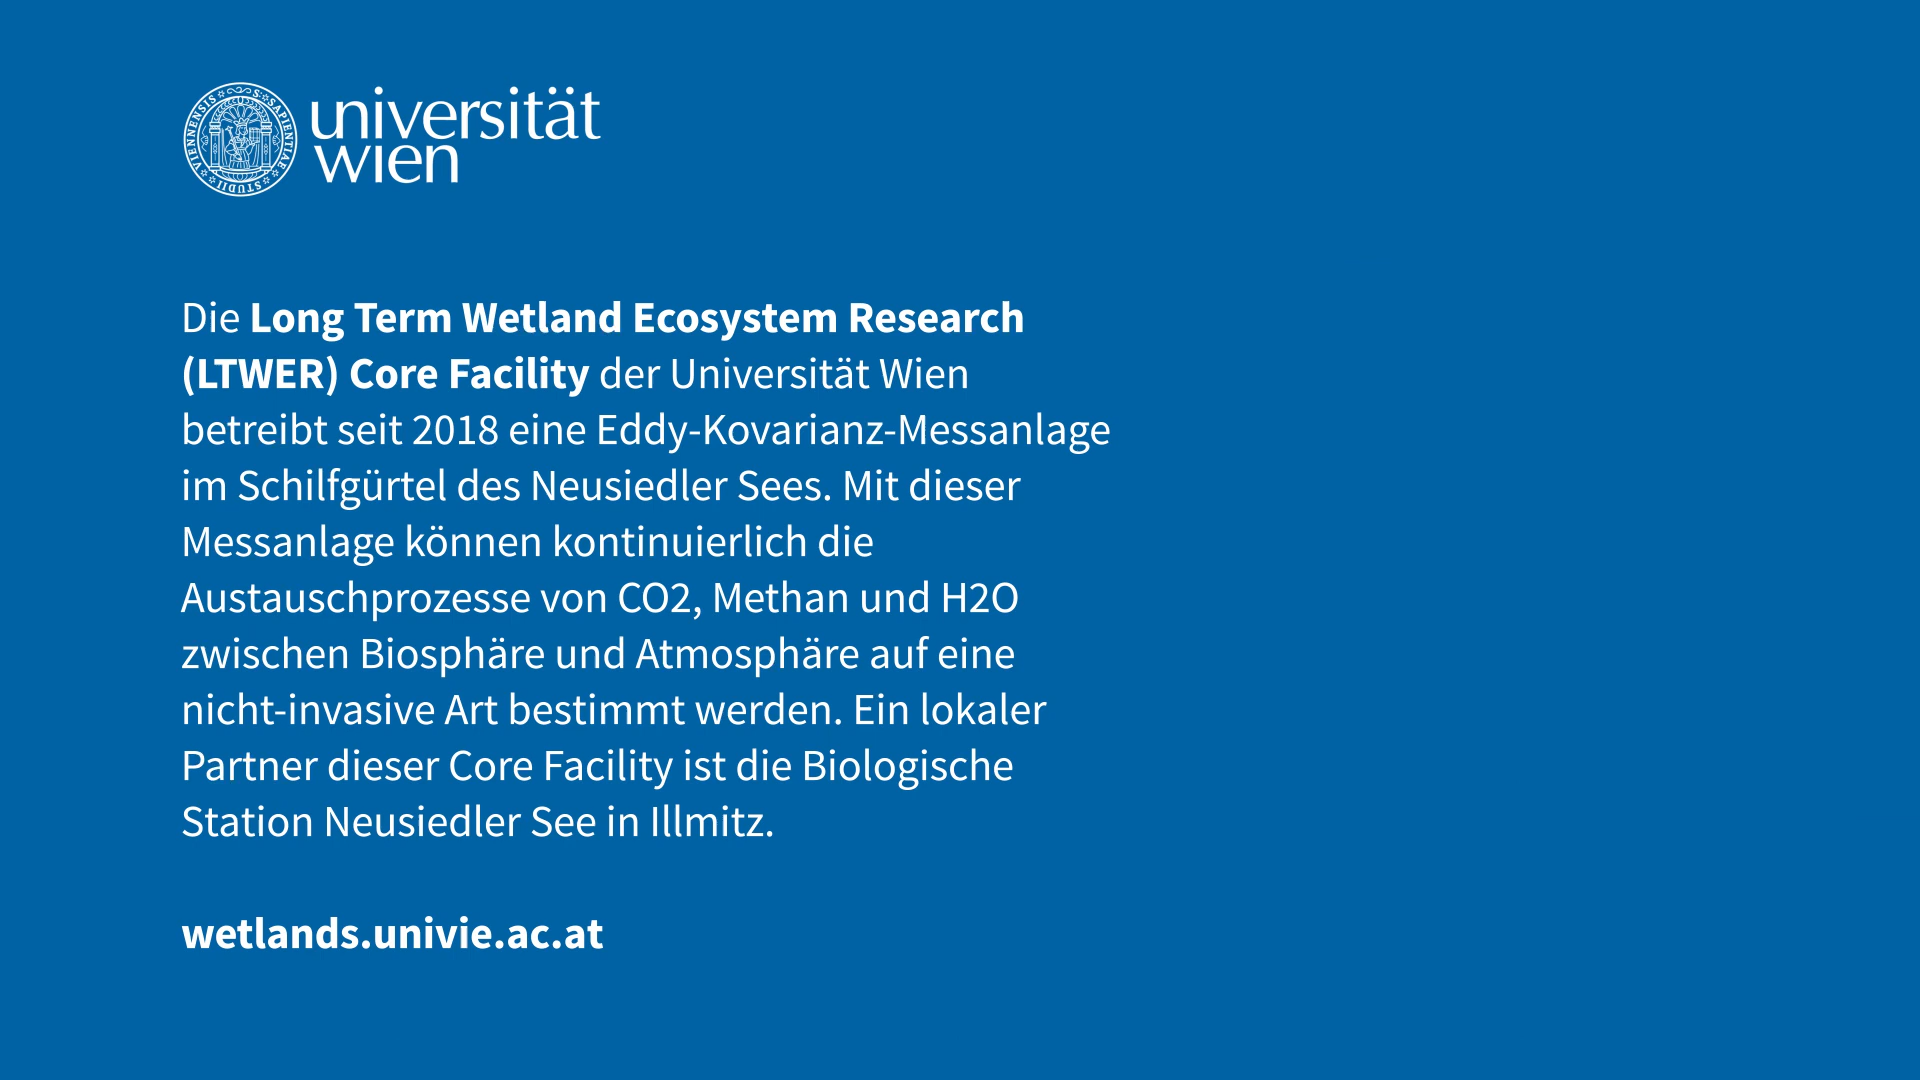 VIENNENSIS S·SAPIENTIAE STUDII
universität
wien
Die Long Term Wetland Ecosystem Research
(LTWER) Core Facility der Universität Wien
betreibt seit 2018 eine Eddy-Kovarianz-Messanlage
im Schilfgürtel des Neusiedler Sees. Mit dieser
Messanlage können kontinuierlich die
Austauschprozesse von CO2, Methan und H2O
zwischen Biosphäre und Atmosphäre auf eine
nicht-invasive Art bestimmt werden. Ein lokaler
Partner dieser Core Facility ist die Biologische
Station Neusiedler See in Illmitz.
wetlands.univie.ac.at